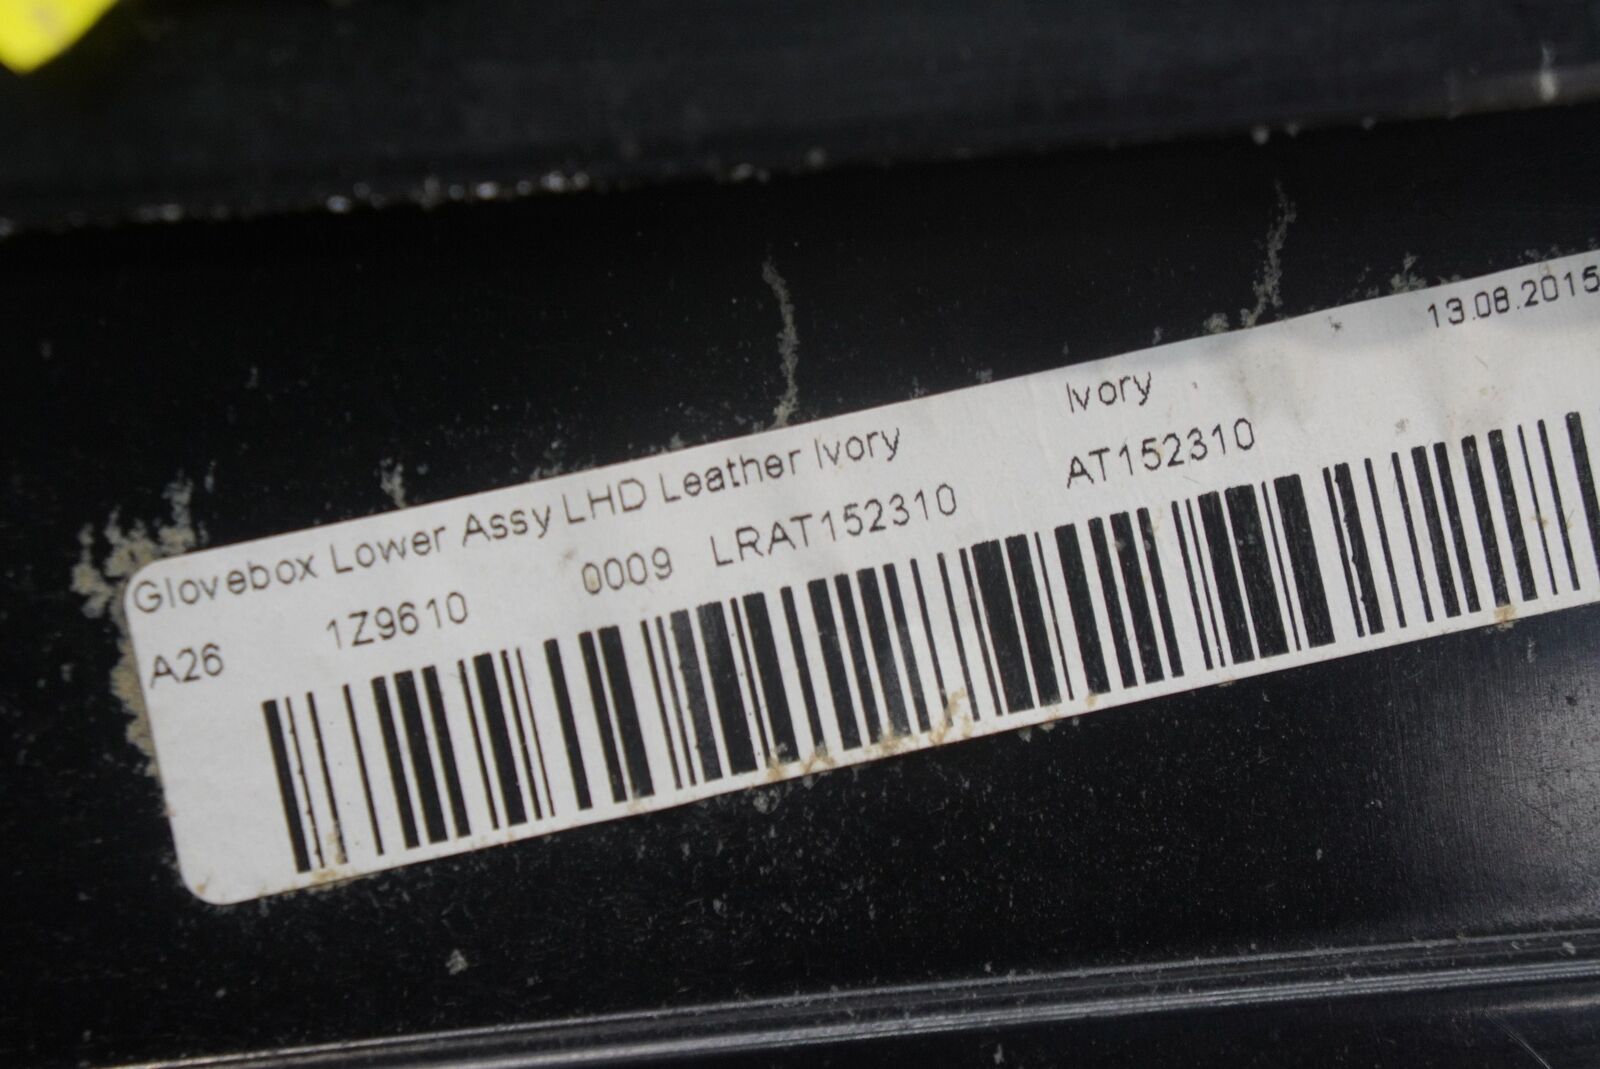 Glovebox Lower Assy LHD Leather Ivory Ivory 13.08.2015
A26 1Z9610 0009 LRAT152310 AT152310